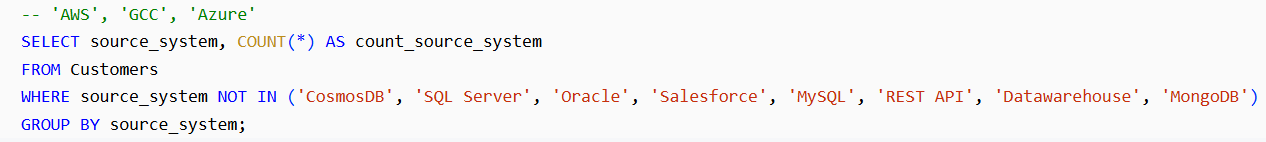 -- 'AWS', 'GCC', 'Azure'
SELECT source_system, COUNT(*) AS count_source_system
FROM Customers
WHERE source_system NOT IN ('CosmosDB', 'SQL Server', 'Oracle', 'Salesforce', 'MySQL', 'REST API', 'Datawarehouse', 'MongoDB')
GROUP BY source_system;